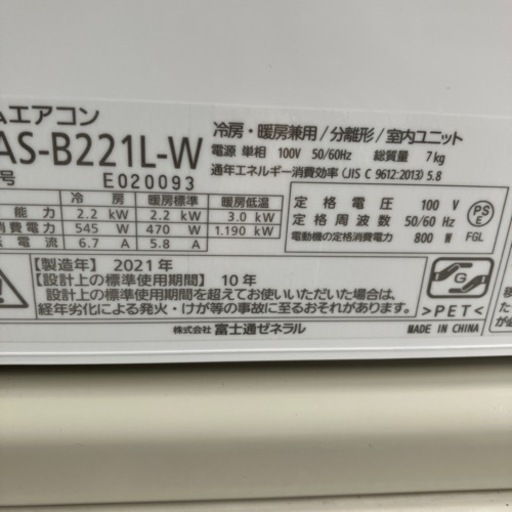 ムエアコン
AS-B221L-W
冷房・暖房兼用/分離形/室内ユニット
電源 単相 100V 50/60Hz 総質量 7kg
通年エネルギー消費効率(JIS C 9612:2013) 5.8
号 E020093
冷 房 暖房標準 暖房低温
能 力 2.2 kW 2.2 kW 3.0 kW
消費電力 545 W 470 W 1.190 kW
電 流 6.7 A 5.8 A
定 格 電 圧 100 V
定 格 周 波 数 50/60 Hz
電動機の定格消費電力 800 W
PSE
FGL
【製造年】2021年
【設計上の標準使用期間】 10年
設計上の標準使用期間を超えてお使いいただいた場合は、
経年劣化による発火・けが等の事故に至るおそれがあります。
株式会社 富士通ゼネラル
G
>PET<
MADE IN CHINA